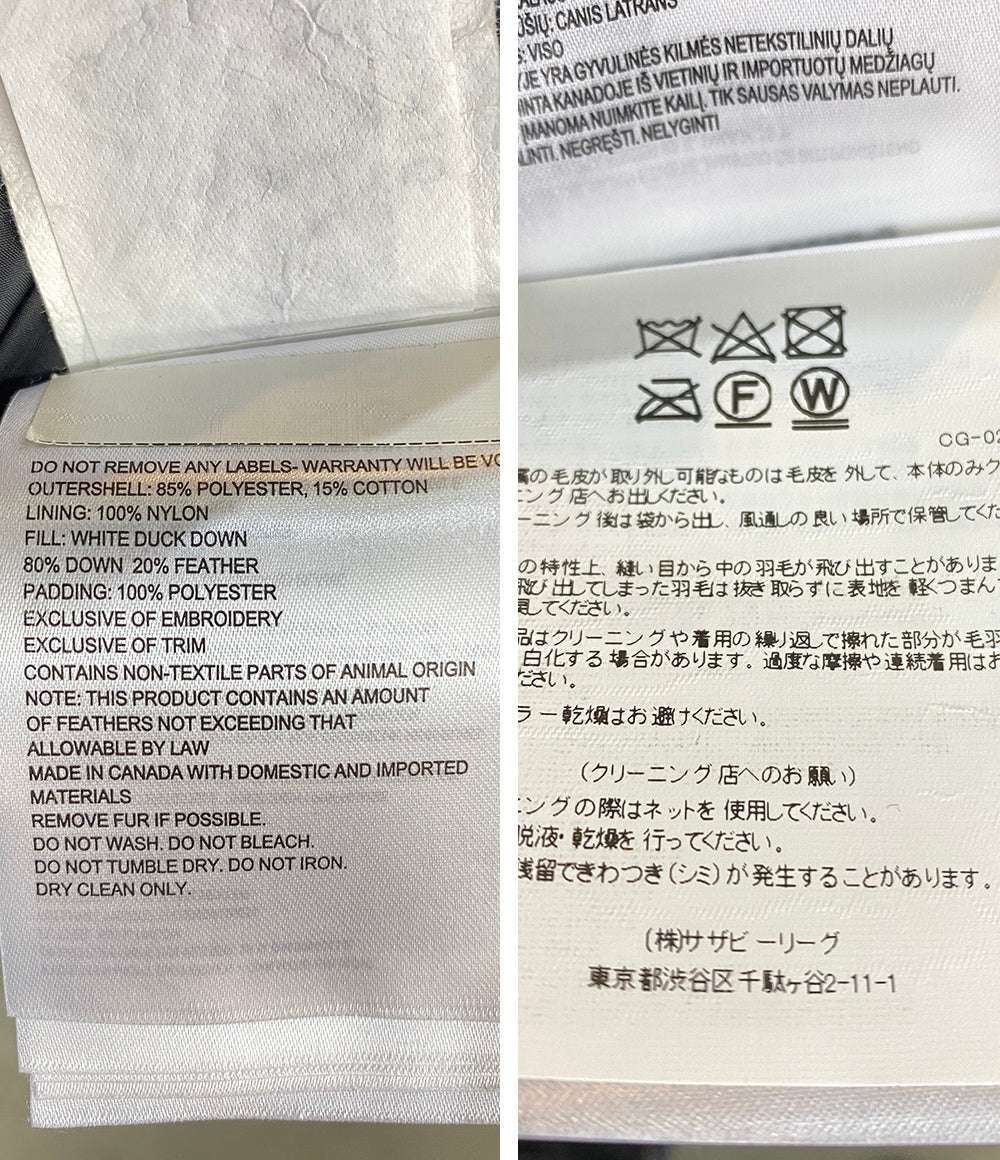 DO NOT REMOVE ANY LABELS- WARRANTY WILL BE
OUTERSHELL: 85% POLYESTER, 15% COTTON
LINING: 100% NYLON
FILL: WHITE DUCK DOWN
80% DOWN 20% FEATHER
PADDING: 100% POLYESTER
EXCLUSIVE OF EMBROIDERY
EXCLUSIVE OF TRIM
CONTAINS NON-TEXTILE PARTS OF ANIMAL ORIGIN
NOTE: THIS PRODUCT CONTAINS AN AMOUNT
OF FEATHERS NOT EXCEEDING THAT
ALLOWABLE BY LAW
MADE IN CANADA WITH DOMESTIC AND IMPORTED
MATERIALS
REMOVE FUR IF POSSIBLE.
DO NOT WASH. DO NOT BLEACH.
DO NOT TUMBLE DRY. DO NOT IRON.
DRY CLEAN ONLY.
ŪŠIŲ: CANIS LATRANS
: VISO
JE YRA GYVULINĖS KILMĖS NETEKSTILINIŲ DALIŲ
INTA KANADOJE IŠ VIETINIŲ IR IMPORTUOTŲ MEDŽIAGŲ
ĮMANOMA NUIMKITE KAILĮ. TIK SAUSAS VALYMAS NEPLAUTI.
LINTI. NEGRĘŠTI. NELYGINTI
F W
CG-02
属の毛皮が取り外し可能なものは毛皮を外して、本体のみク
ニング店へお出しください。
ーニング後は袋から出し、風通しの良い場所で保管してくだ
の特性上、縫い目から中の羽毛が飛び出すことがありま
飛び出してしまった羽毛は抜き取らずに表地を軽くつまんで
戻してください。
品はクリーニングや着用の繰り返しで擦れた部分が毛羽
白化する場合があります。過度な摩擦や連続着用はお
ださい。
ラー乾燥はお避けください。
(クリーニング店へのお願い)
ニングの際はネットを使用してください。
脱液・乾燥を行ってください。
残留できわつき(シミ)が発生することがあります。
(株)サザビーリーグ
東京都渋谷区千駄ヶ谷2-11-1